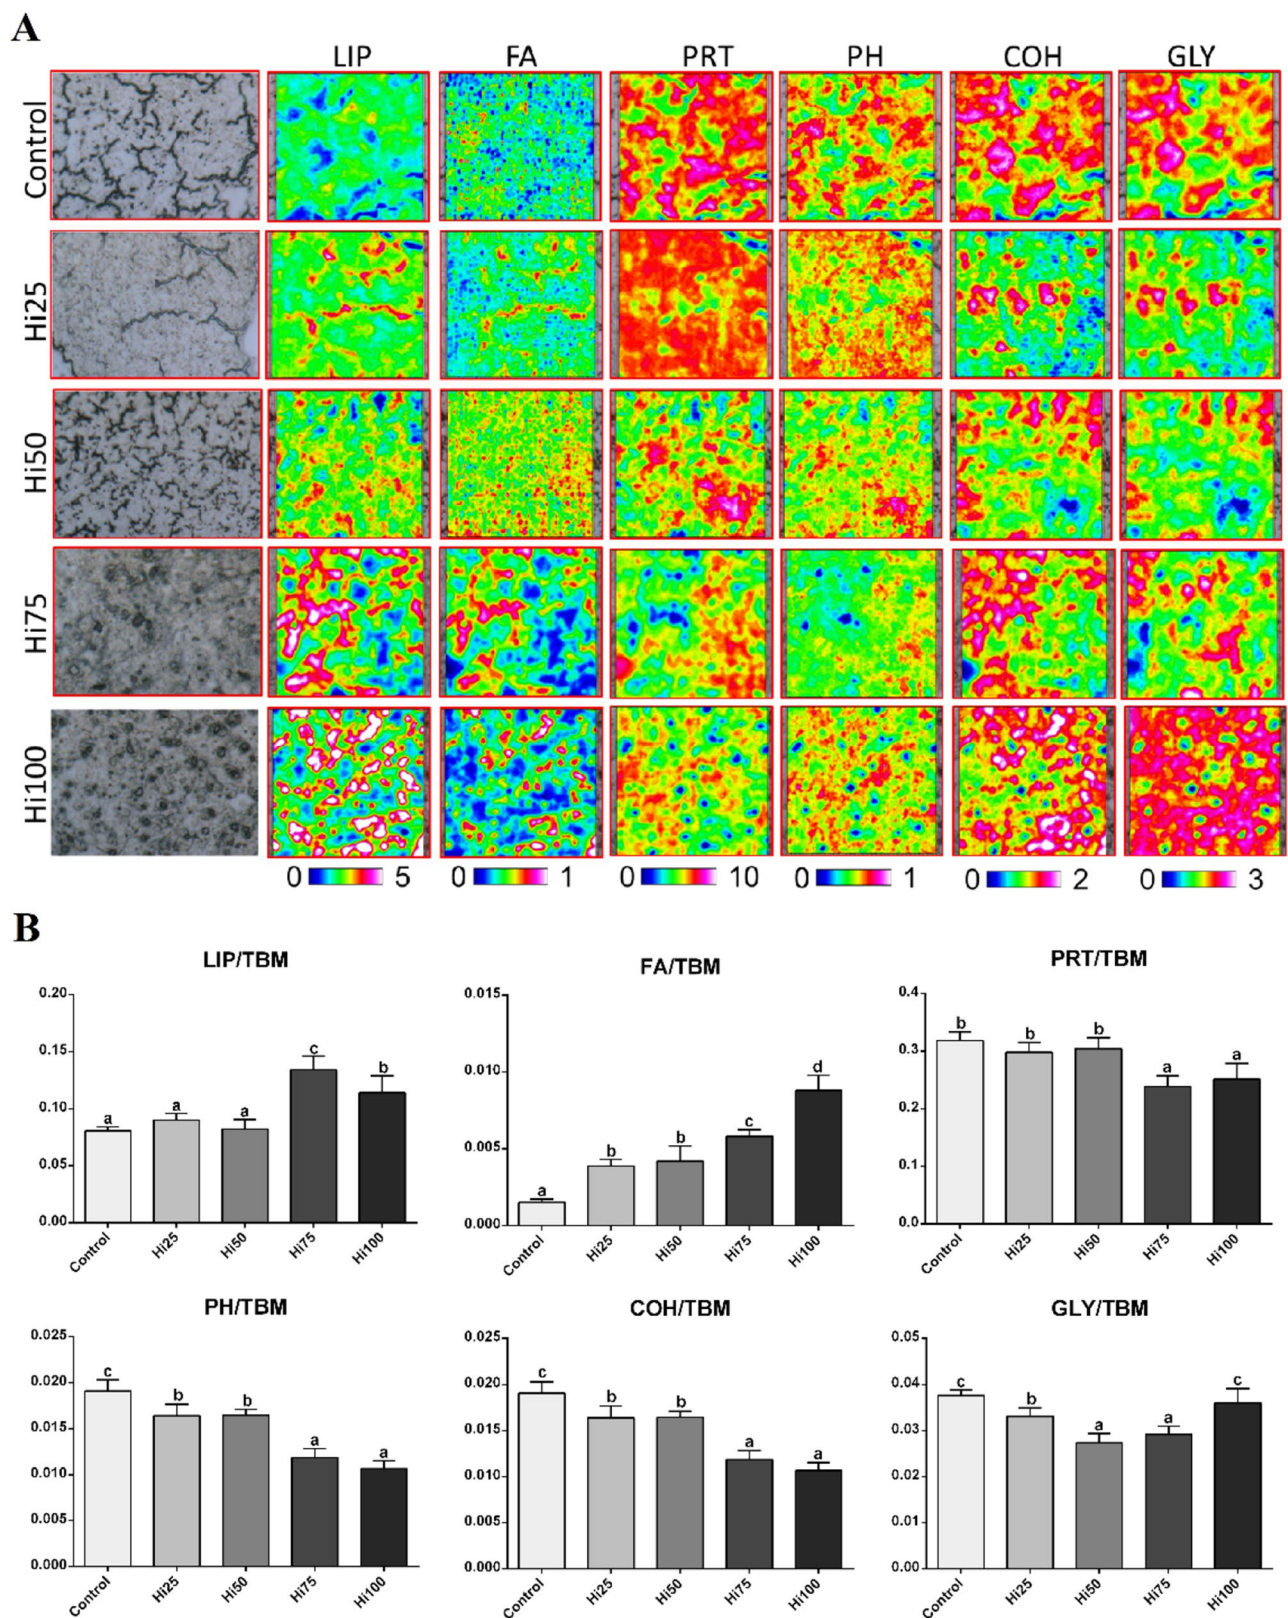 A
LIP FA PRT PH COH GLY
Control
Hi25
Hi50
Hi75
Hi100
0 5 0 1 0 10 0 1 0 2 0 3
B
LIP/TBM
0.20
0.15
0.10
0.05
0.00
a a a c b
Control Hi25 Hi50 Hi75 Hi100
FA/TBM
0.015
0.010
0.005
0.000
a b b c d
Control Hi25 Hi50 Hi75 Hi100
PRT/TBM
0.4
0.3
0.2
0.1
0.0
b b b a a
Control Hi25 Hi50 Hi75 Hi100
PH/TBM
0.025
0.020
0.015
0.010
0.005
0.000
c b b a a
Control Hi25 Hi50 Hi75 Hi100
COH/TBM
0.025
0.020
0.015
0.010
0.005
0.000
c b b a a
Control Hi25 Hi50 Hi75 Hi100
GLY/TBM
0.05
0.04
0.03
0.02
0.01
0.00
c b a a c
Control Hi25 Hi50 Hi75 Hi100